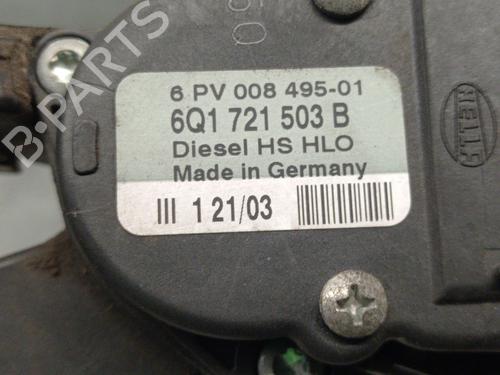 B-PARTS
6 PV 008 495-01
6Q1 721 503 B
Diesel HS HLO
Made in Germany
III 1 21/03
HELLA